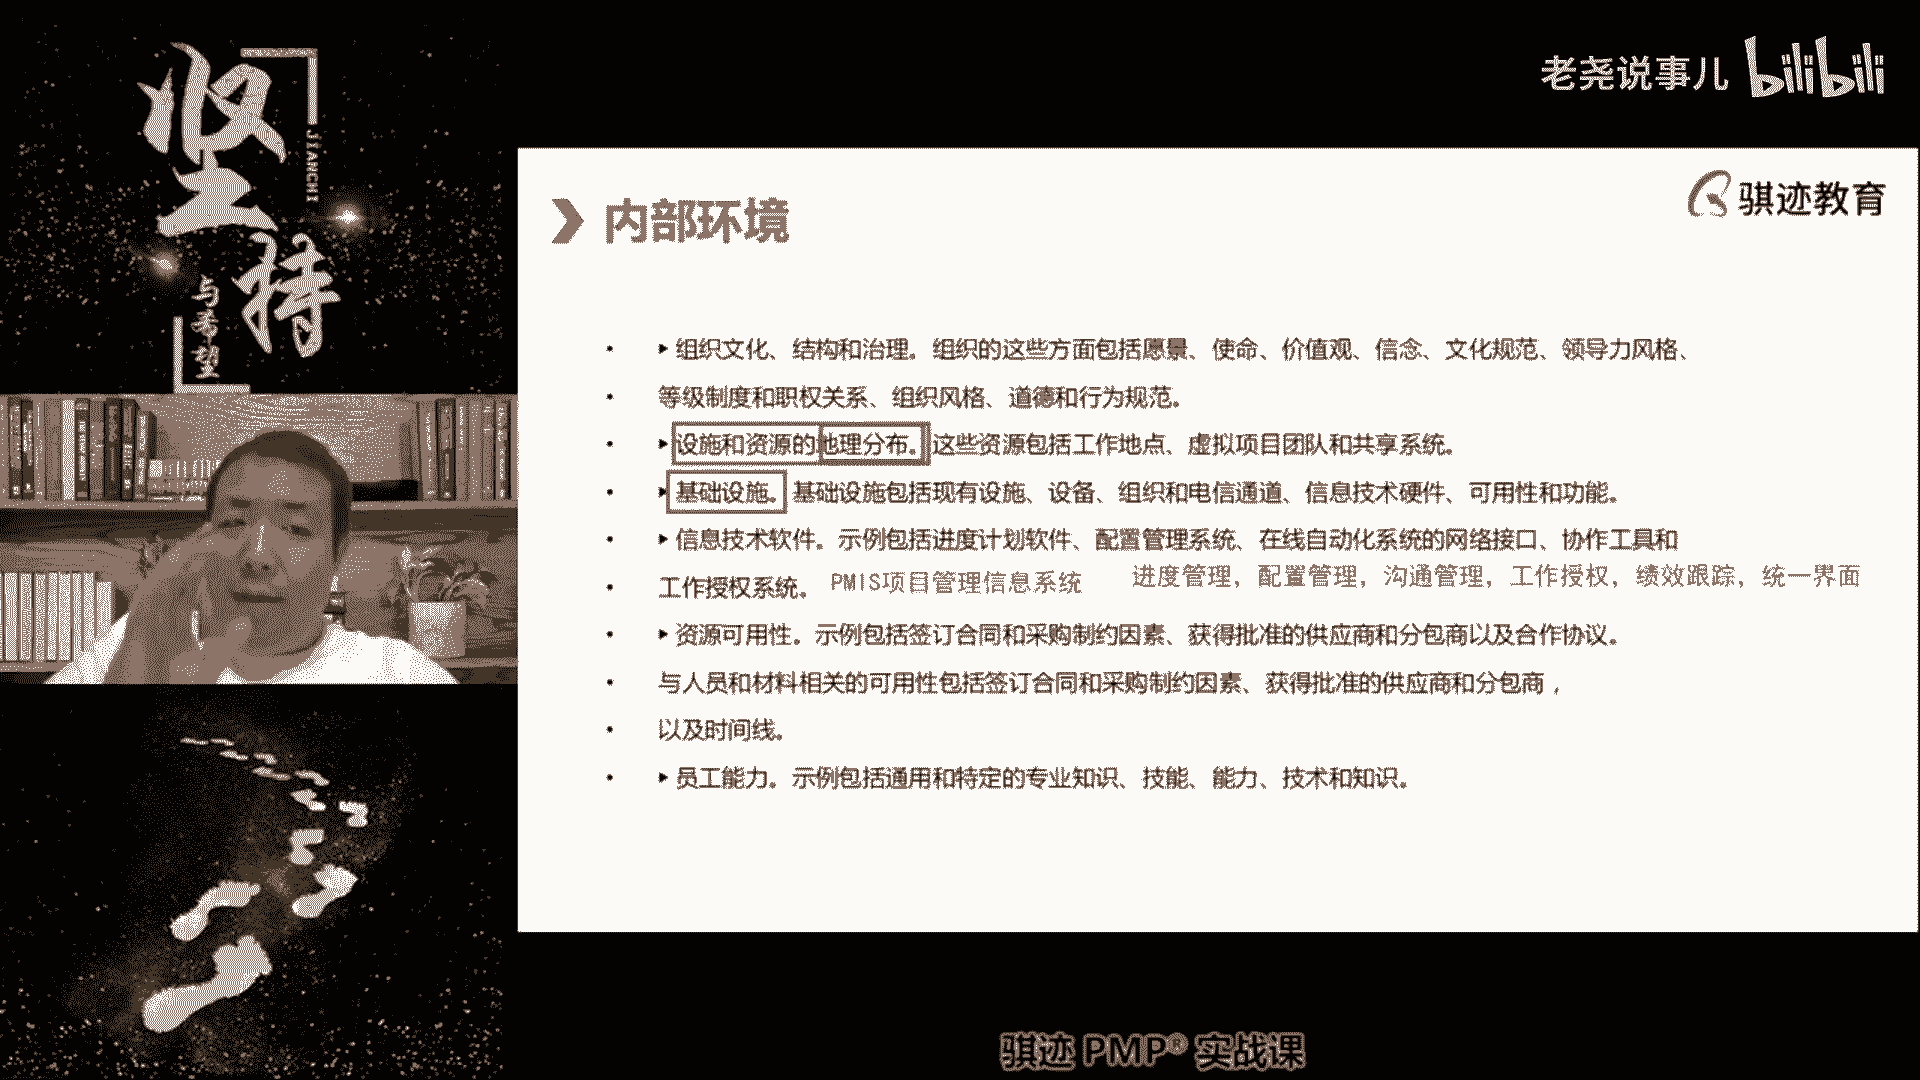 坚持
JIANCHI
与希望
老尧说事儿 bilibili
骐迹教育
内部环境
组织文化、结构和治理。组织的这些方面包括愿景、使命、价值观、信念、文化规范、领导力风格、
等级制度和职权关系、组织风格、道德和行为规范。
设施和资源的地理分布。这些资源包括工作地点、虚拟项目团队和共享系统。
基础设施。基础设施包括现有设施、设备、组织和电信通道、信息技术硬件、可用性和功能。
信息技术软件。示例包括进度计划软件、配置管理系统、在线自动化系统的网络接口、协作工具和
工作授权系统。 PMIS项目管理信息系统 进度管理，配置管理，沟通管理，工作授权，绩效跟踪，统一界面
资源可用性。示例包括签订合同和采购制约因素、获得批准的供应商和分包商以及合作协议。
与人员和材料相关的可用性包括签订合同和采购制约因素、获得批准的供应商和分包商，
以及时间线。
员工能力。示例包括通用和特定的专业知识、技能、能力、技术和知识。
骐迹 PMP® 实战课